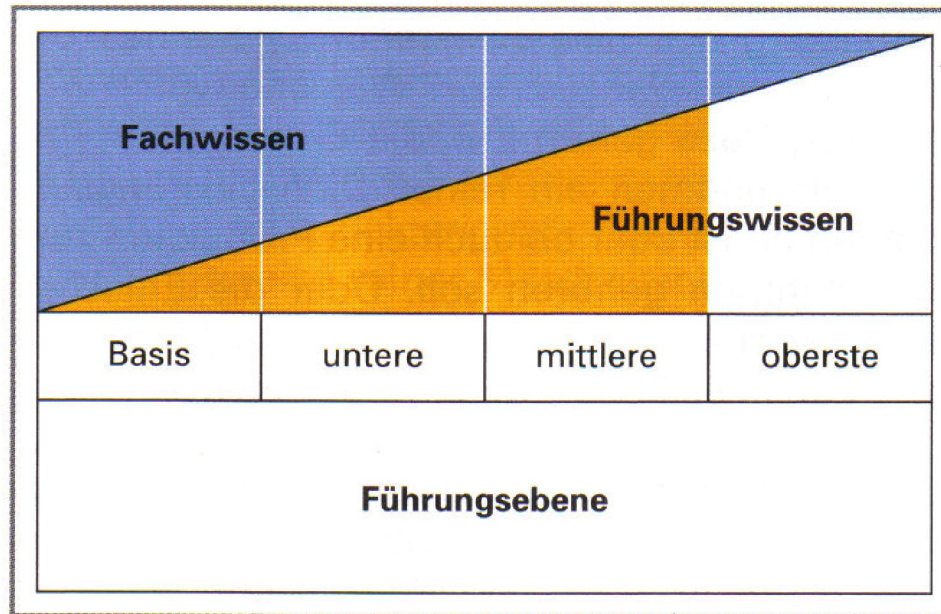 Fachwissen
Führungswissen
Basis
untere
mittlere
oberste
Führungsebene